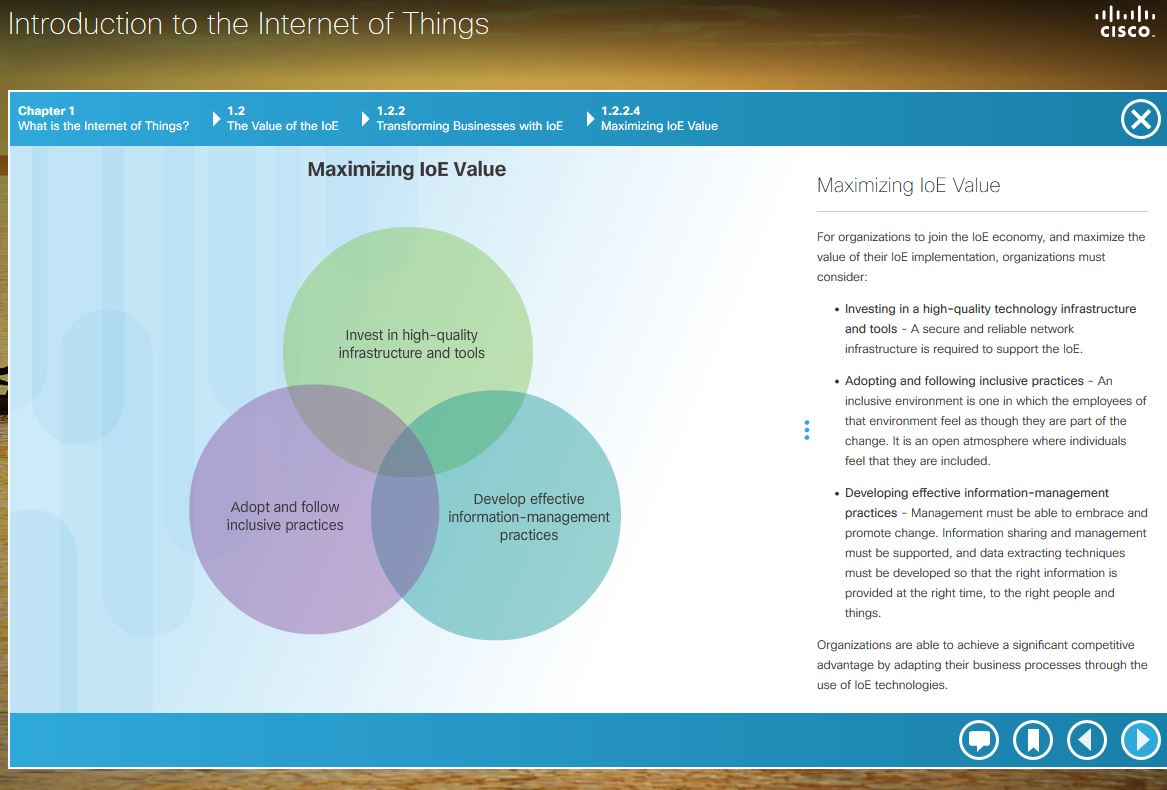 Introduction to the Internet of Things
CISCO
Chapter 1
What is the Internet of Things?
1.2
The Value of the IoE
1.2.2
Transforming Businesses with IoE
1.2.2.4
Maximizing IoE Value
Maximizing IoE Value
Invest in high-quality
infrastructure and tools
Adopt and follow
inclusive practices
Develop effective
information-management
practices
Maximizing IoE Value
For organizations to join the IoE economy, and maximize the
value of their IoE implementation, organizations must
consider:
• Investing in a high-quality technology infrastructure
and tools - A secure and reliable network
infrastructure is required to support the IoE.
• Adopting and following inclusive practices - An
inclusive environment is one in which the employees of
that environment feel as though they are part of the
change. It is an open atmosphere where individuals
feel that they are included.
• Developing effective information-management
practices - Management must be able to embrace and
promote change. Information sharing and management
must be supported, and data extracting techniques
must be developed so that the right information is
provided at the right time, to the right people and
things.
Organizations are able to achieve a significant competitive
advantage by adapting their business processes through the
use of IoE technologies.